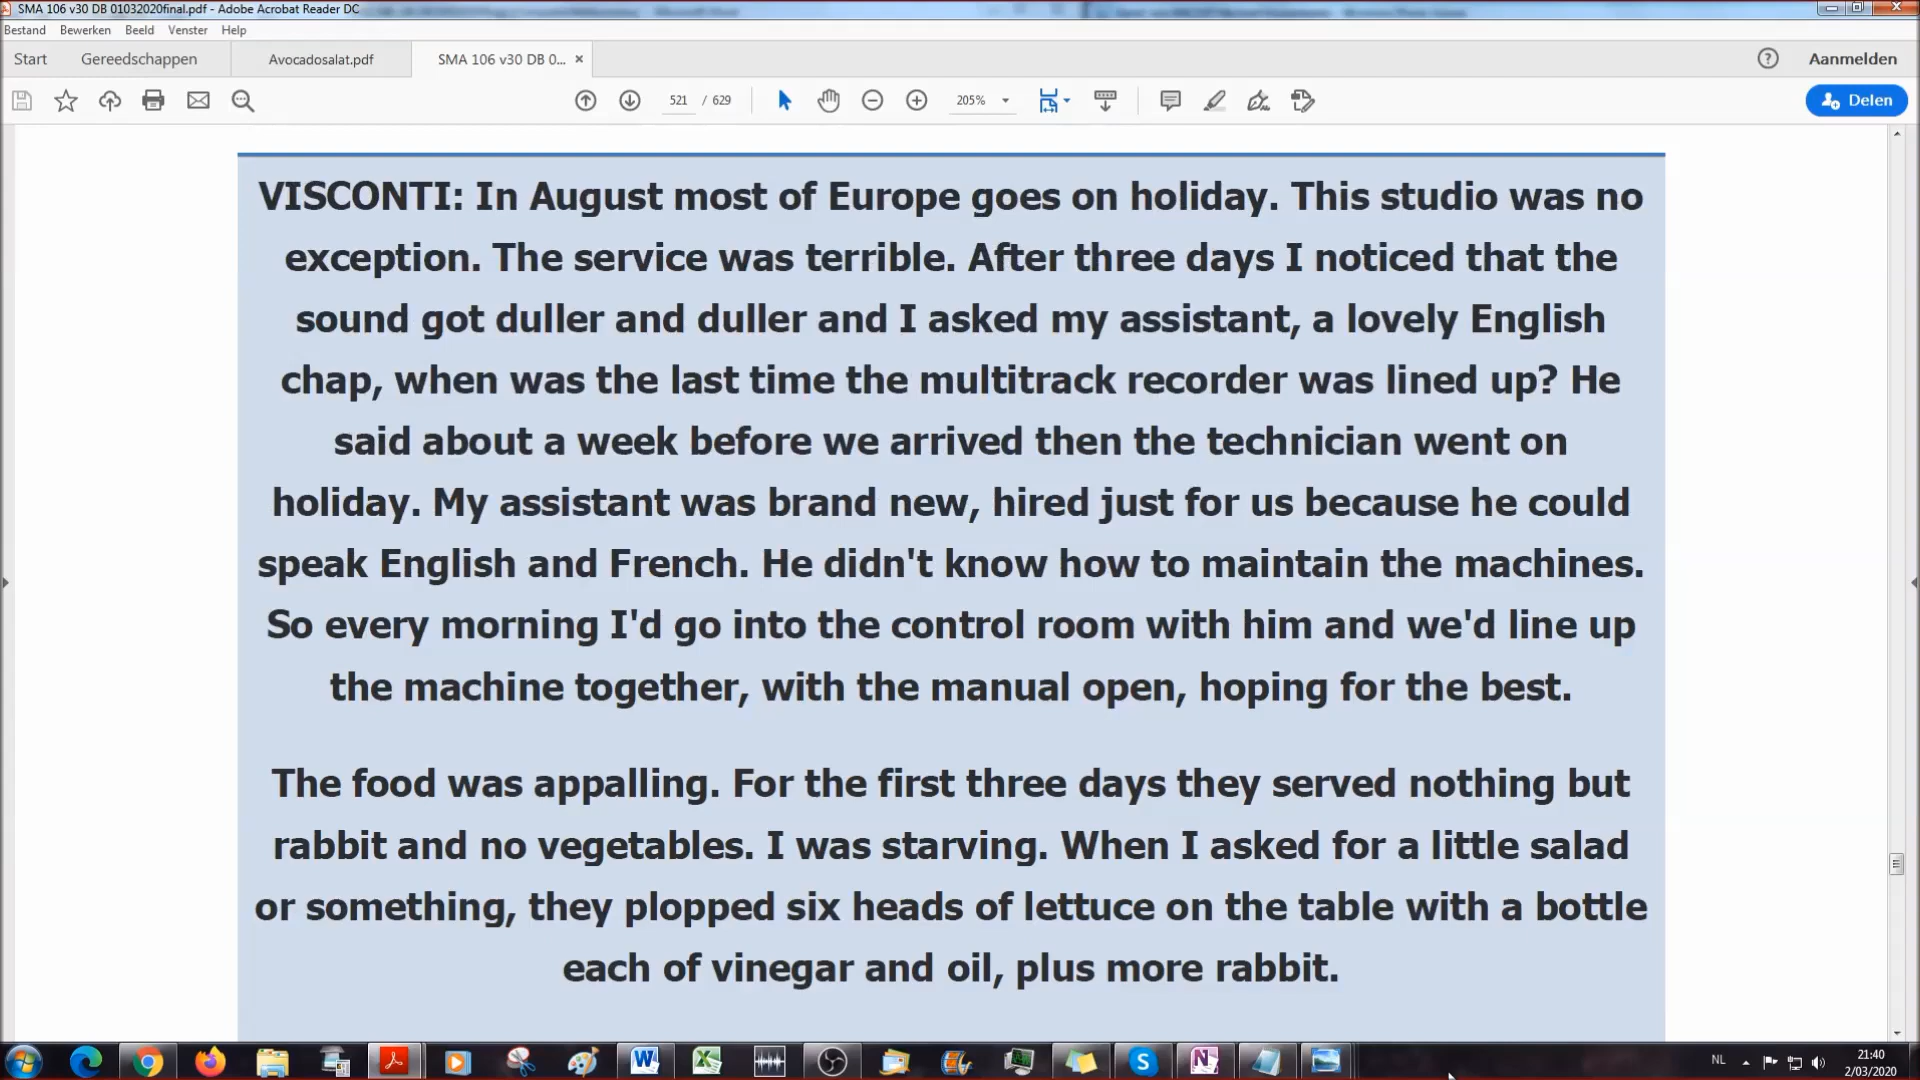 SMA 106 v30 DB 01032020final.pdf - Adobe Acrobat Reader DC
Bestand Bewerken Beeld Venster Help
Start Gereedschappen Avocadosalat.pdf SMA 106 v30 DB 0... × Aanmelden
521 / 629 205% Delen
VISCONTI: In August most of Europe goes on holiday. This studio was no
exception. The service was terrible. After three days I noticed that the
sound got duller and duller and I asked my assistant, a lovely English
chap, when was the last time the multitrack recorder was lined up? He
said about a week before we arrived then the technician went on
holiday. My assistant was brand new, hired just for us because he could
speak English and French. He didn't know how to maintain the machines.
So every morning I'd go into the control room with him and we'd line up
the machine together, with the manual open, hoping for the best.
The food was appalling. For the first three days they served nothing but
rabbit and no vegetables. I was starving. When I asked for a little salad
or something, they plopped six heads of lettuce on the table with a bottle
each of vinegar and oil, plus more rabbit.
NL 21:40
2/03/2020